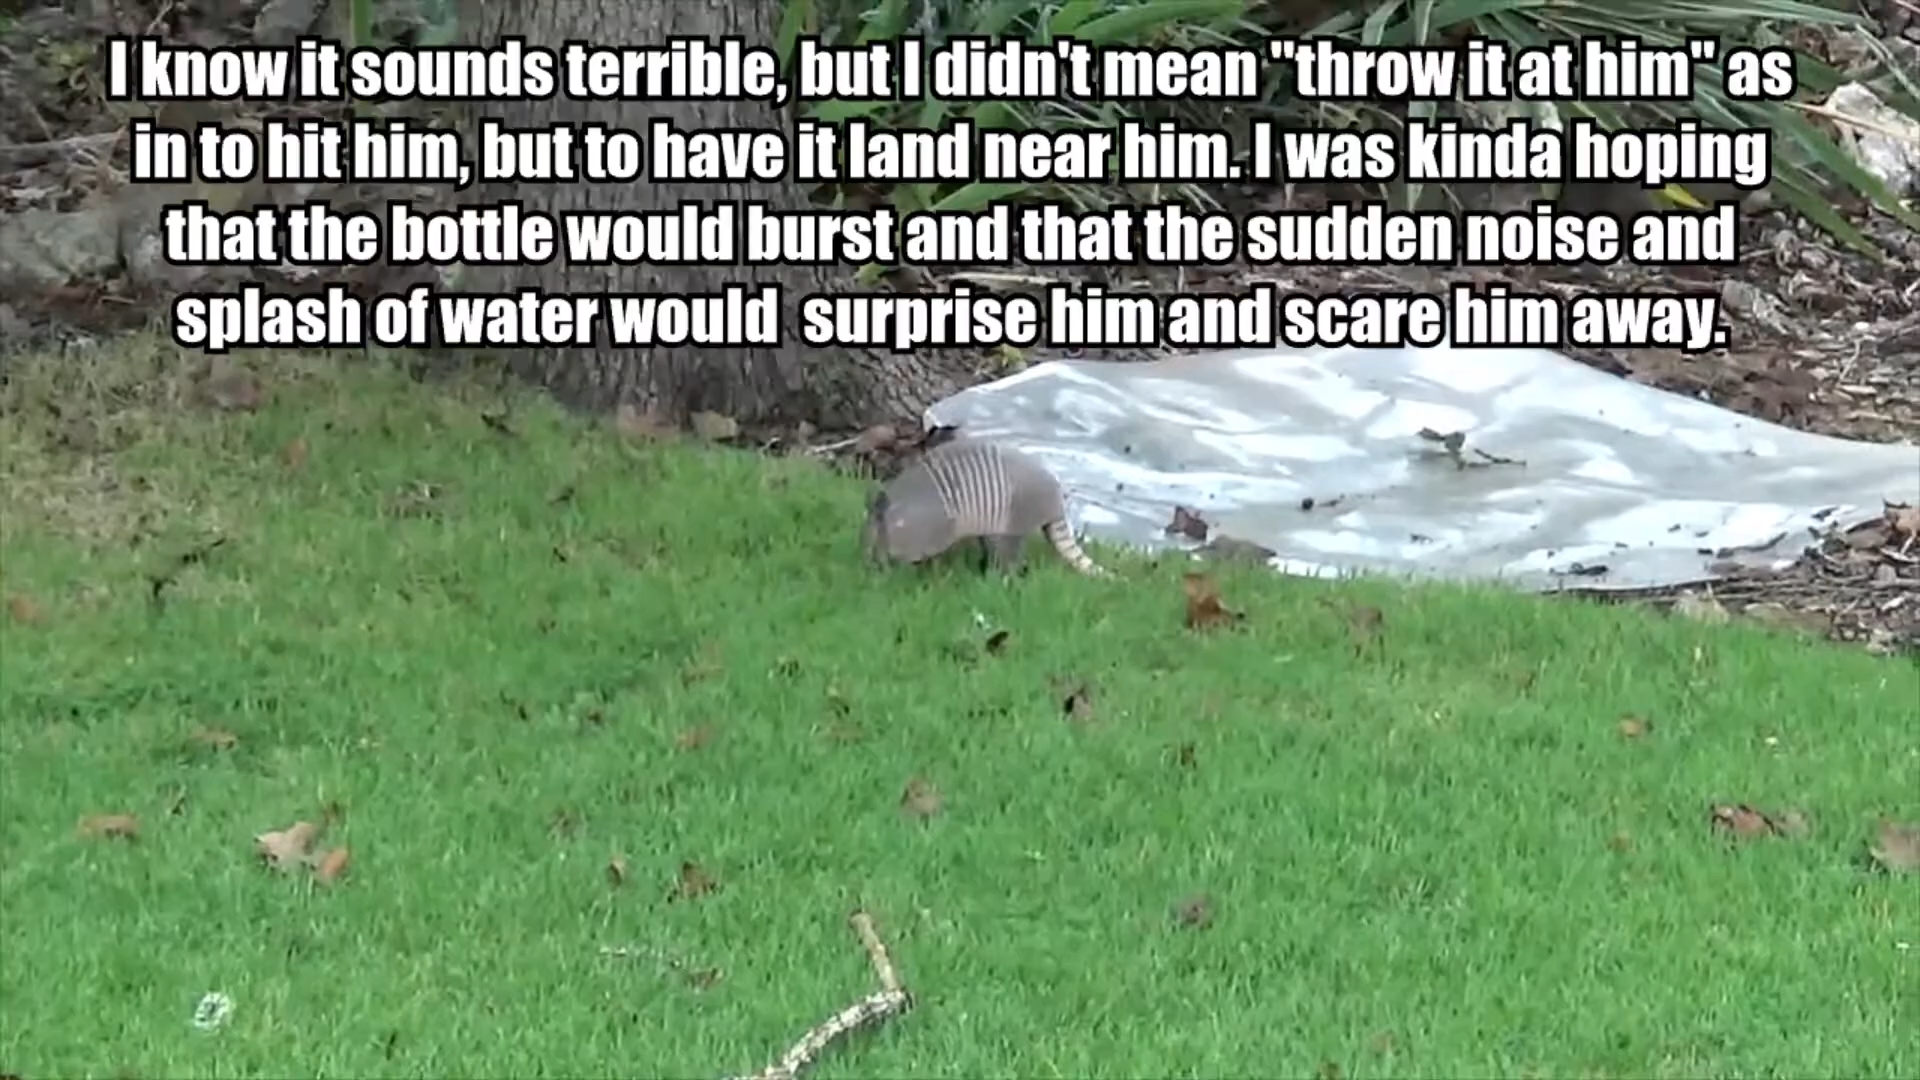 I know it sounds terrible, but I didn't mean "throw it at him" as
in to hit him, but to have it land near him. I was kinda hoping
that the bottle would burst and that the sudden noise and
splash of water would  surprise him and scare him away.